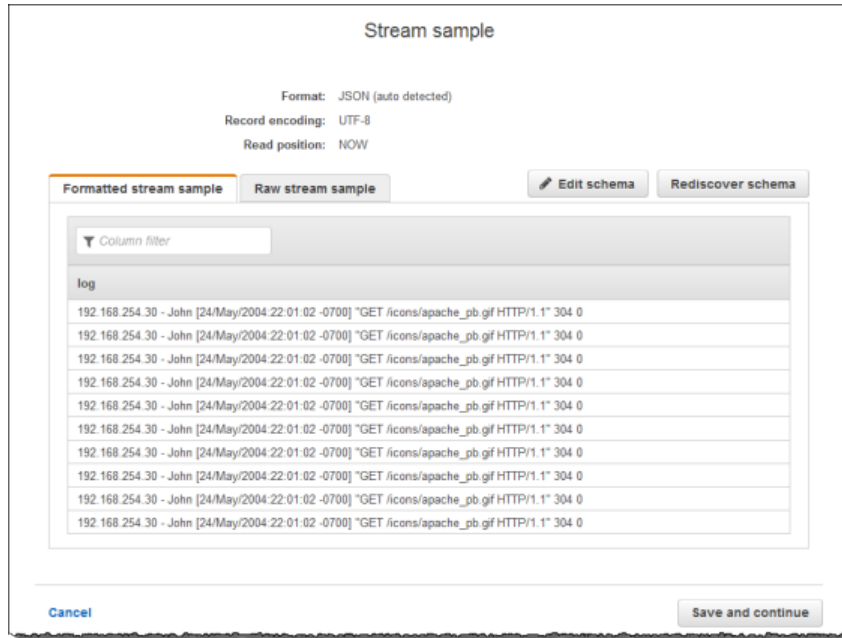 Stream sample
Format: JSON (auto detected)
Record encoding: UTF-8
Read position: NOW
Formatted stream sample Raw stream sample Edit schema Rediscover schema
Column filter
log
192.168.254.30 - John [24/May/2004:22:01:02 -0700] "GET /icons/apache_pb.gif HTTP/1.1" 304 0
192.168.254.30 - John [24/May/2004:22:01:02 -0700] "GET /icons/apache_pb.gif HTTP/1.1" 304 0
192.168.254.30 - John [24/May/2004:22:01:02 -0700] "GET /icons/apache_pb.gif HTTP/1.1" 304 0
192.168.254.30 - John [24/May/2004:22:01:02 -0700] "GET /icons/apache_pb.gif HTTP/1.1" 304 0
192.168.254.30 - John [24/May/2004:22:01:02 -0700] "GET /icons/apache_pb.gif HTTP/1.1" 304 0
192.168.254.30 - John [24/May/2004:22:01:02 -0700] "GET /icons/apache_pb.gif HTTP/1.1" 304 0
192.168.254.30 - John [24/May/2004:22:01:02 -0700] "GET /icons/apache_pb.gif HTTP/1.1" 304 0
192.168.254.30 - John [24/May/2004:22:01:02 -0700] "GET /icons/apache_pb.gif HTTP/1.1" 304 0
192.168.254.30 - John [24/May/2004:22:01:02 -0700] "GET /icons/apache_pb.gif HTTP/1.1" 304 0
192.168.254.30 - John [24/May/2004:22:01:02 -0700] "GET /icons/apache_pb.gif HTTP/1.1" 304 0
Cancel Save and continue